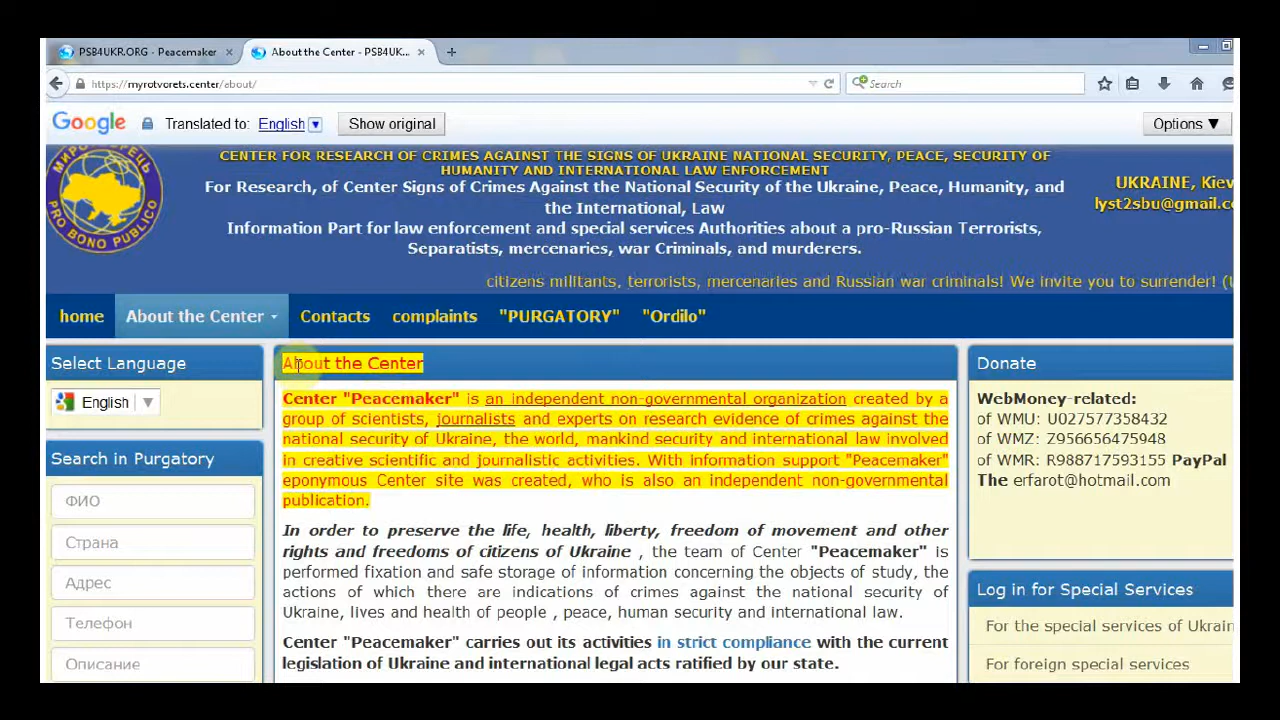 PSB4UKR.ORG - Peacemaker
About the Center - PSB4UK...
https://myrotvorets.center/about/
Search
Google Translated to: English Show original Options ▼
МИРОТВОРЕЦЬ
PRO BONO PUBLICO
CENTER FOR RESEARCH OF CRIMES AGAINST THE SIGNS OF UKRAINE NATIONAL SECURITY, PEACE, SECURITY OF
HUMANITY AND INTERNATIONAL LAW ENFORCEMENT
For Research, of Center Signs of Crimes Against the National Security of the Ukraine, Peace, Humanity, and
the International, Law
Information Part for law enforcement and special services Authorities about a pro-Russian Terrorists,
Separatists, mercenaries, war Criminals, and murderers.
UKRAINE, Kiev
lyst2sbu@gmail.c
citizens militants, terrorists, mercenaries and Russian war criminals! We invite you to surrender! (
home About the Center Contacts complaints "PURGATORY" "Ordilo"
Select Language
English
Search in Purgatory
ФИО
Страна
Адрес
Телефон
Описание
About the Center
Center "Peacemaker" is an independent non-governmental organization created by a
group of scientists, journalists and experts on research evidence of crimes against the
national security of Ukraine, the world, mankind security and international law involved
in creative scientific and journalistic activities. With information support "Peacemaker"
eponymous Center site was created, who is also an independent non-governmental
publication.
In order to preserve the life, health, liberty, freedom of movement and other
rights and freedoms of citizens of Ukraine , the team of Center "Peacemaker" is
performed fixation and safe storage of information concerning the objects of study, the
actions of which there are indications of crimes against the national security of
Ukraine, lives and health of people , peace, human security and international law.
Center "Peacemaker" carries out its activities in strict compliance with the current
legislation of Ukraine and international legal acts ratified by our state.
Donate
WebMoney-related:
of WMU: U027577358432
of WMZ: Z956656475948
of WMR: R988717593155 PayPal
The erfarot@hotmail.com
Log in for Special Services
For the special services of Ukrain
For foreign special services